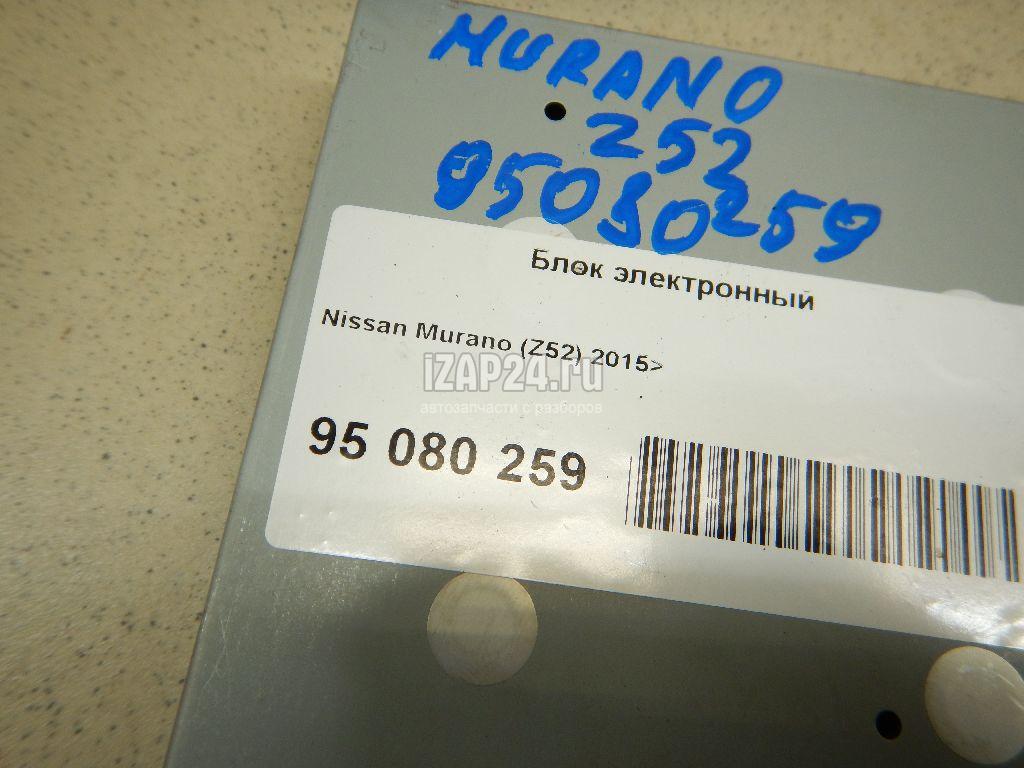 MURANO
Z52
95080259
Блок электронный
Nissan Murano (Z52) 2015>
iZAP24.ru
автозапчасти с разборов
95 080 259